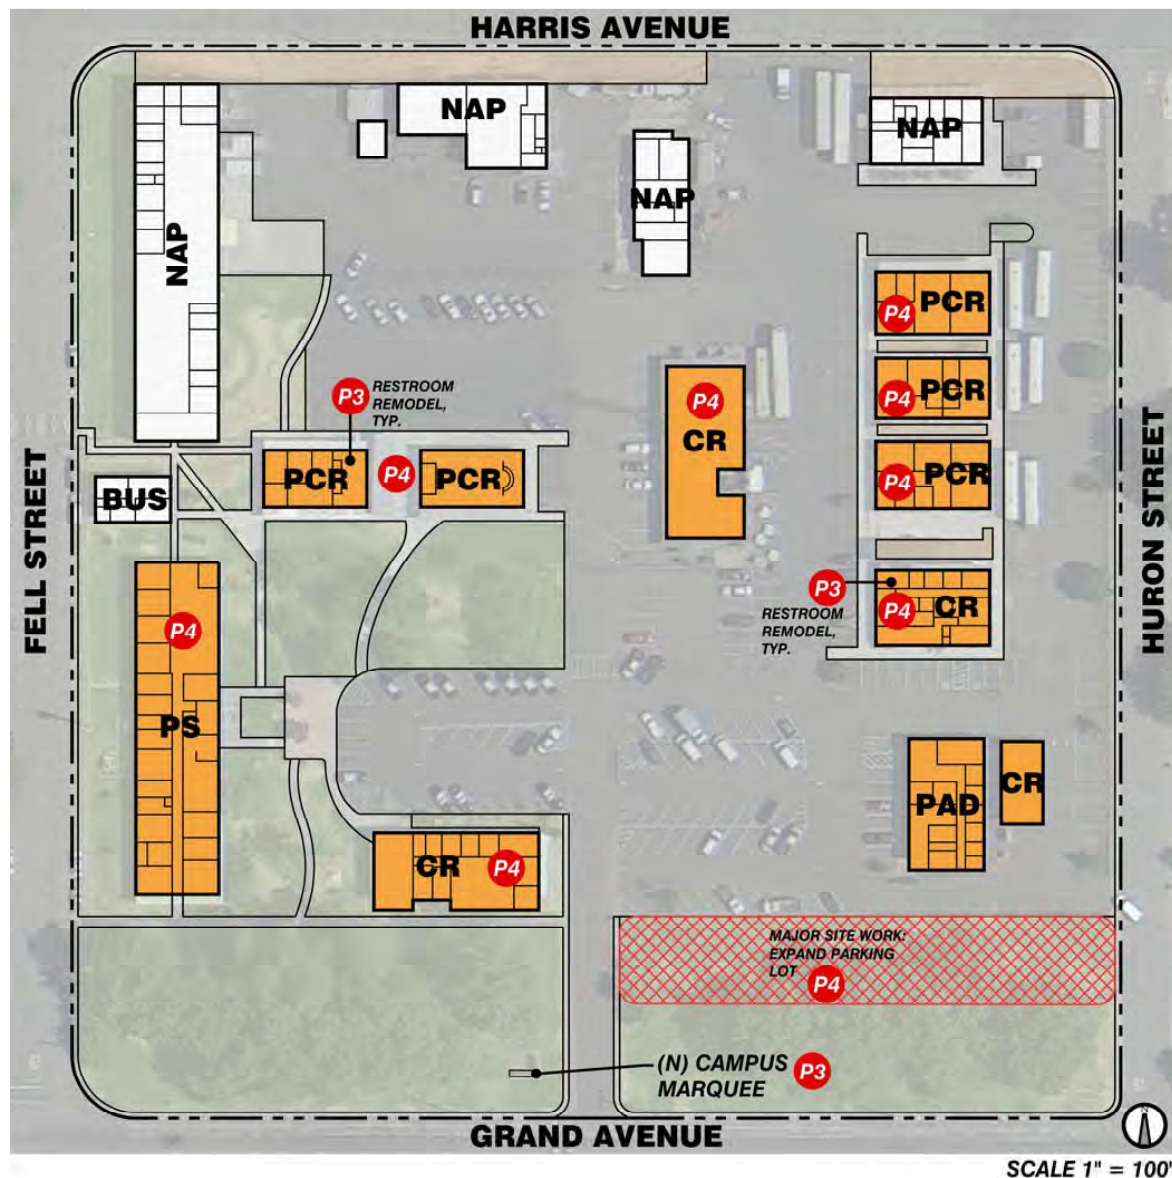 HARRIS AVENUE
NAP
NAP
NAP
NAP
PCR
P4
PCR
P4
PCR
P4
P3
RESTROOM
REMODEL,
TYP.
P4
CR
PCR
P4
PCR
BUS
FELL STREET
HURON STREET
P3
RESTROOM
REMODEL,
TYP.
P4
CR
P4
PS
PAD
CR
CR
P4
MAJOR SITE WORK:
EXPAND PARKING
LOT
P4
(N) CAMPUS
MARQUEE
P3
GRAND AVENUE
N
SCALE 1" = 100'